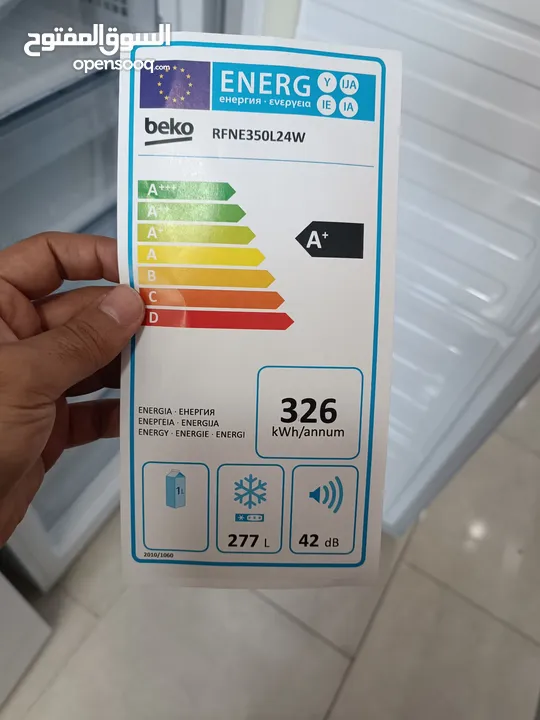 السوق المفتوح
opensooq.com
ENERG Y IJA IE IA
енергия · ενεργεια
beko RFNE350L24W
A+++
A++
A+
A
B
C
D
A+
ENERGIA · ЕНЕРГИЯ
ΕΝΕΡΓΕΙΑ · ENERGIJA
ENERGY · ENERGIE · ENERGI
326
kWh/annum
1L
277 L
42 dB
2010/1060